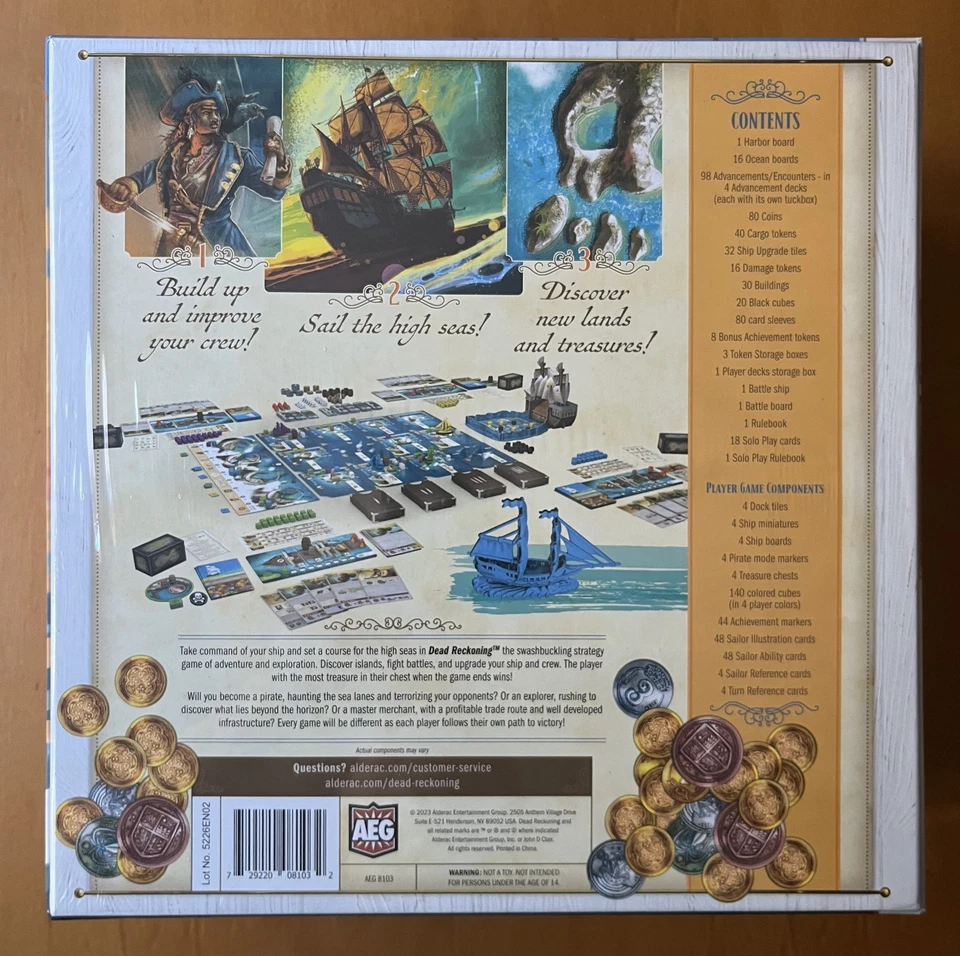 1
Build up
and improve
your crew!
2
Sail the high seas!
3
Discover
new lands
and treasures!
Take command of your ship and set a course for the high seas in Dead Reckoning™ the swashbuckling strategy
game of adventure and exploration. Discover islands, fight battles, and upgrade your ship and crew. The player
with the most treasure in their chest when the game ends wins!
Will you become a pirate, haunting the sea lanes and terrorizing your opponents? Or an explorer, rushing to
discover what lies beyond the horizon? Or a master merchant, with a profitable trade route and well developed
infrastructure? Every game will be different as each player follows their own path to victory!
Actual components may vary
Questions? alderac.com/customer-service
alderac.com/dead-reckoning
Lot No. 5226EN02
7 29220 08103 2
AEG
AEG 8103
© 2023 Alderac Entertainment Group. 2505 Anthem Village Drive
Suite E-521 Henderson, NV 89052 USA. Dead Reckoning and
all related marks are ™ or ® and © where indicated
Alderac Entertainment Group, Inc. or John D Clair.
All rights reserved. Printed in China.
WARNING: NOT A TOY. NOT INTENDED
FOR PERSONS UNDER THE AGE OF 14.
CONTENTS
1 Harbor board
16 Ocean boards
98 Advancements/Encounters - in
4 Advancement decks
(each with its own tuckbox)
80 Coins
40 Cargo tokens
32 Ship Upgrade tiles
16 Damage tokens
30 Buildings
20 Black cubes
80 card sleeves
8 Bonus Achievement tokens
3 Token Storage boxes
1 Player decks storage box
1 Battle ship
1 Battle board
1 Rulebook
18 Solo Play cards
1 Solo Play Rulebook
PLAYER GAME COMPONENTS
4 Dock tiles
4 Ship miniatures
4 Ship boards
4 Pirate mode markers
4 Treasure chests
140 colored cubes
(in 4 player colors)
44 Achievement markers
48 Sailor Illustration cards
48 Sailor Ability cards
4 Sailor Reference cards
4 Turn Reference cards